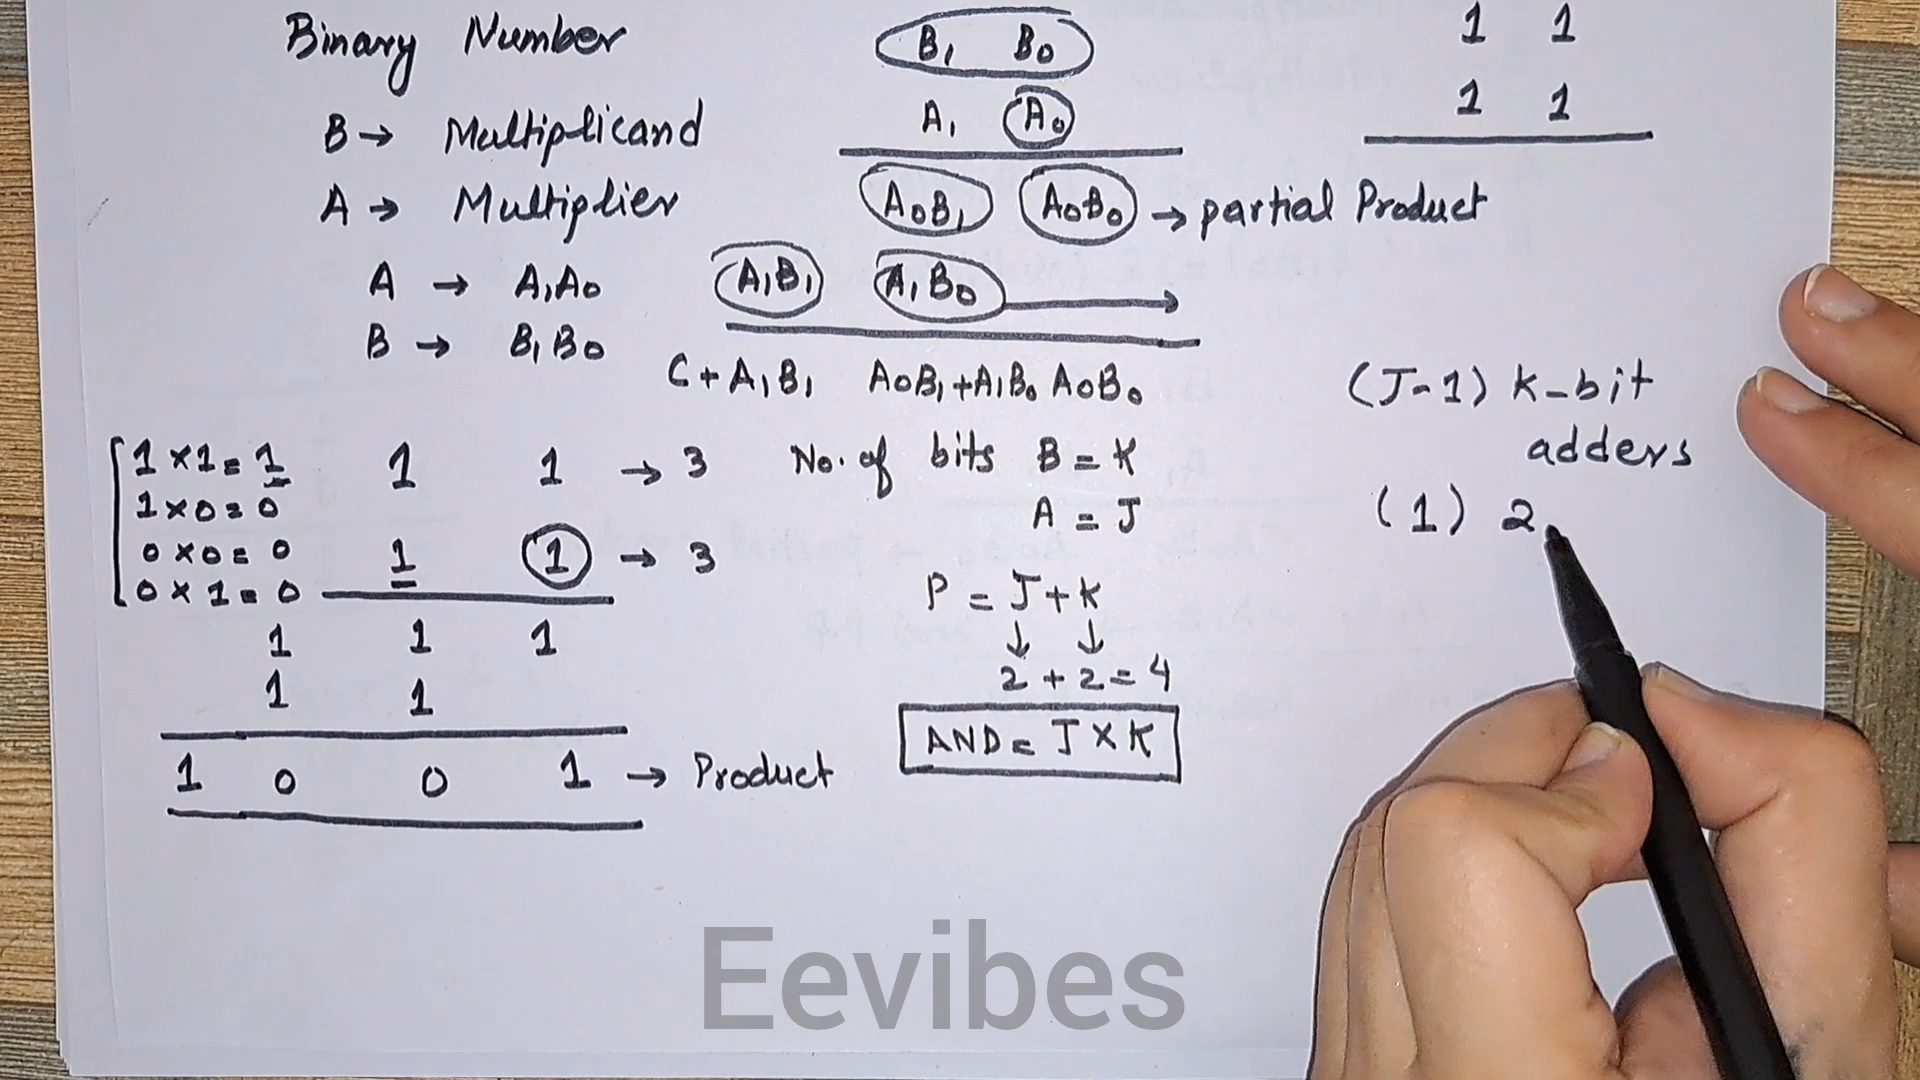 Binary Number
B → Multiplicand
A → Multiplier
A → A1A0
B → B1B0
B1 B0
A1 A0
A0B1 A0B0 → partial Product
A1B1 A1B0 →
C+A1B1 A0B1+A1B0 A0B0
1 1
1 1
1×1=1
1×0=0
0×0=0
0×1=0
1 1 → 3
1 1 → 3
1 1 1
1 1
1 0 0 1 → Product
No. of bits B = K
A = J
P = J+K
↓ ↓
2+2=4
AND = J×K
(J-1) K-bit
adders
(1) 2
Eevibes